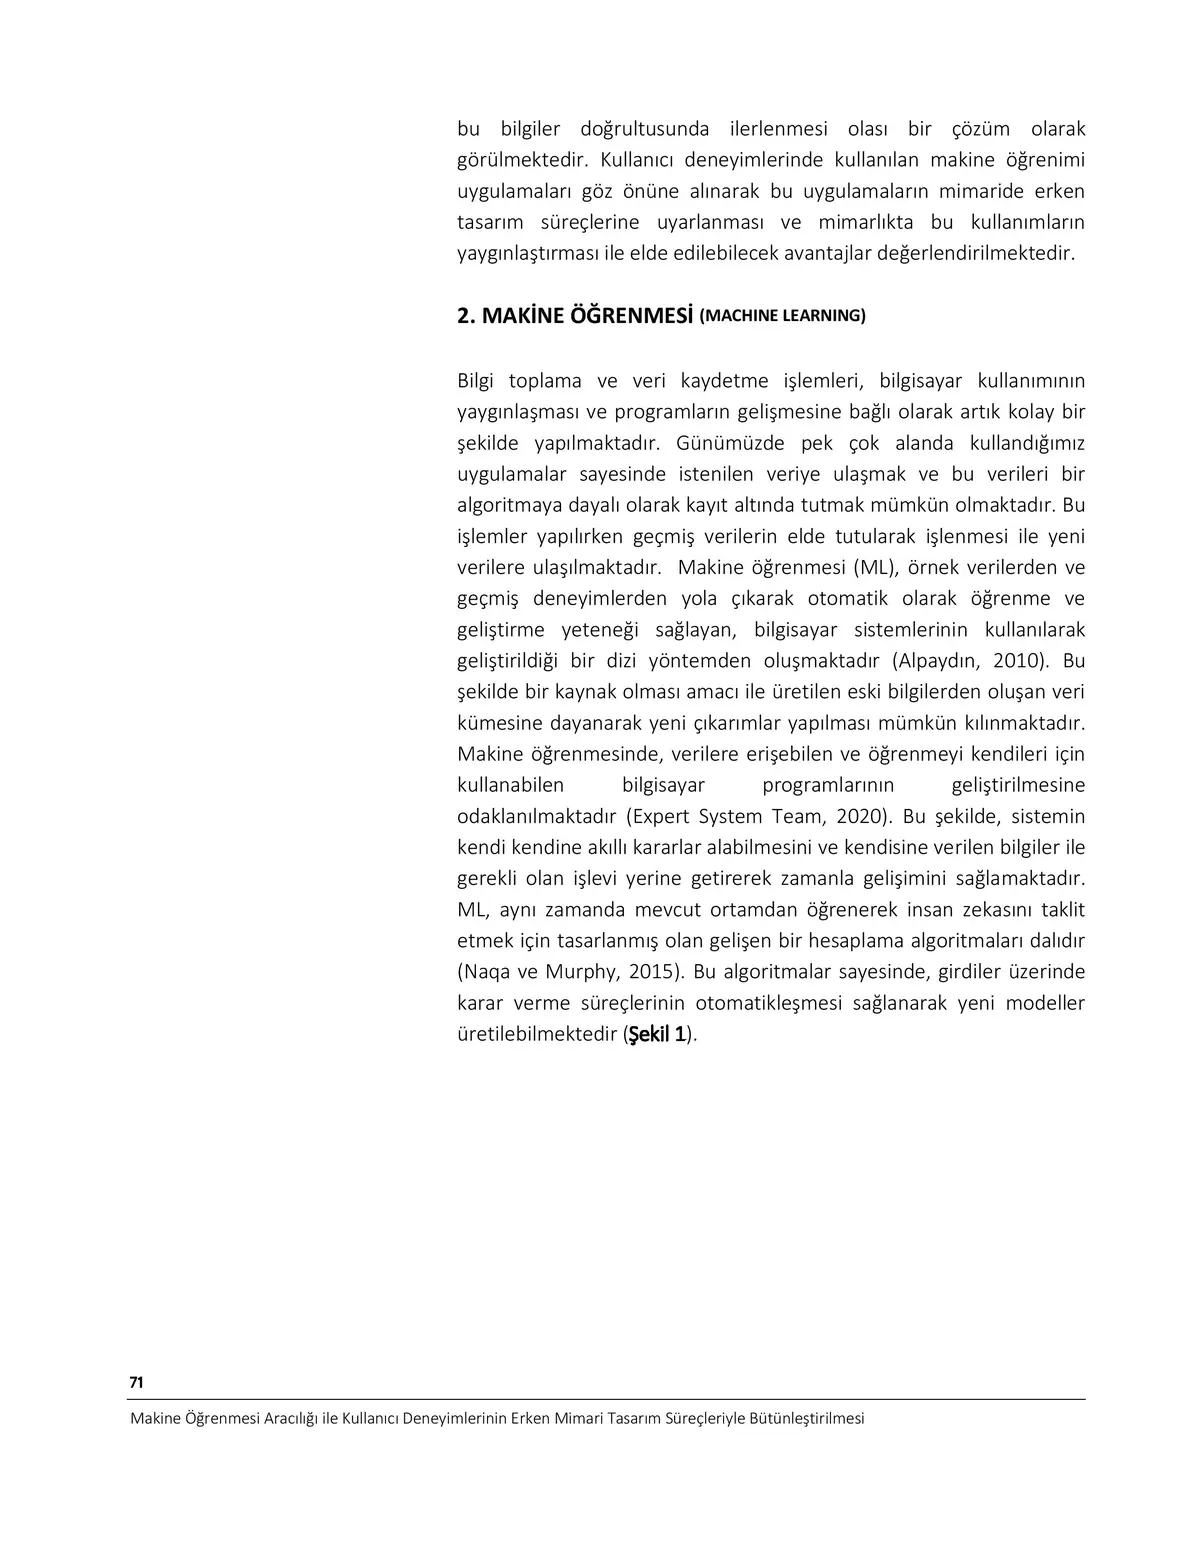 bu bilgiler doğrultusunda ilerlenmesi olası bir çözüm olarak
görülmektedir. Kullanıcı deneyimlerinde kullanılan makine öğrenimi
uygulamaları göz önüne alınarak bu uygulamaların mimaride erken
tasarım süreçlerine uyarlanması ve mimarlıkta bu kullanımların
yaygınlaştırması ile elde edilebilecek avantajlar değerlendirilmektedir.
2. MAKİNE ÖĞRENMESİ (MACHINE LEARNING)
Bilgi toplama ve veri kaydetme işlemleri, bilgisayar kullanımının
yaygınlaşması ve programların gelişmesine bağlı olarak artık kolay bir
şekilde yapılmaktadır. Günümüzde pek çok alanda kullandığımız
uygulamalar sayesinde istenilen veriye ulaşmak ve bu verileri bir
algoritmaya dayalı olarak kayıt altında tutmak mümkün olmaktadır. Bu
işlemler yapılırken geçmiş verilerin elde tutularak işlenmesi ile yeni
verilere ulaşılmaktadır. Makine öğrenmesi (ML), örnek verilerden ve
geçmiş deneyimlerden yola çıkarak otomatik olarak öğrenme ve
geliştirme yeteneği sağlayan, bilgisayar sistemlerinin kullanılarak
geliştirildiği bir dizi yöntemden oluşmaktadır (Alpaydın, 2010). Bu
şekilde bir kaynak olması amacı ile üretilen eski bilgilerden oluşan veri
kümesine dayanarak yeni çıkarımlar yapılması mümkün kılınmaktadır.
Makine öğrenmesinde, verilere erişebilen ve öğrenmeyi kendileri için
kullanabilen bilgisayar programlarının geliştirilmesine
odaklanılmaktadır (Expert System Team, 2020). Bu şekilde, sistemin
kendi kendine akıllı kararlar alabilmesini ve kendisine verilen bilgiler ile
gerekli olan işlevi yerine getirerek zamanla gelişimini sağlamaktadır.
ML, aynı zamanda mevcut ortamdan öğrenerek insan zekasını taklit
etmek için tasarlanmış olan gelişen bir hesaplama algoritmaları dalıdır
(Naqa ve Murphy, 2015). Bu algoritmalar sayesinde, girdiler üzerinde
karar verme süreçlerinin otomatikleşmesi sağlanarak yeni modeller
üretilebilmektedir (Şekil 1).
71
Makine Öğrenmesi Aracılığı ile Kullanıcı Deneyimlerinin Erken Mimari Tasarım Süreçleriyle Bütünleştirilmesi